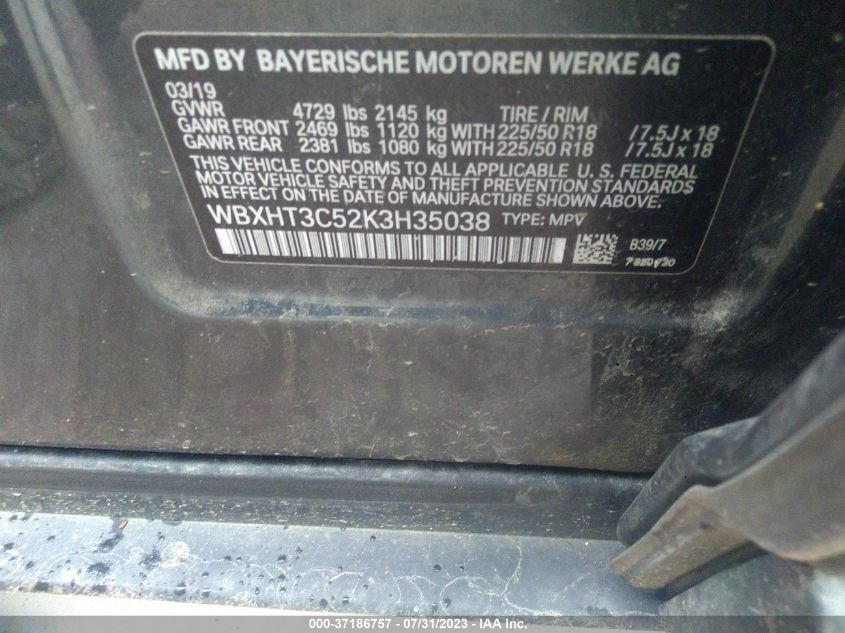 MFD BY BAYERISCHE MOTOREN WERKE AG
03/19
GVWR 4729 lbs 2145 kg TIRE / RIM
GAWR FRONT 2469 lbs 1120 kg WITH 225/50 R18 / 7.5J x 18
GAWR REAR 2381 lbs 1080 kg WITH 225/50 R18 / 7.5J x 18
THIS VEHICLE CONFORMS TO ALL APPLICABLE U. S. FEDERAL
MOTOR VEHICLE SAFETY AND THEFT PREVENTION STANDARDS
IN EFFECT ON THE DATE OF MANUFACTURE SHOWN ABOVE.
WBXHT3C52K3H35038 TYPE: MPV
B39/7
000-37186757 - 07/31/2023 - IAA Inc.